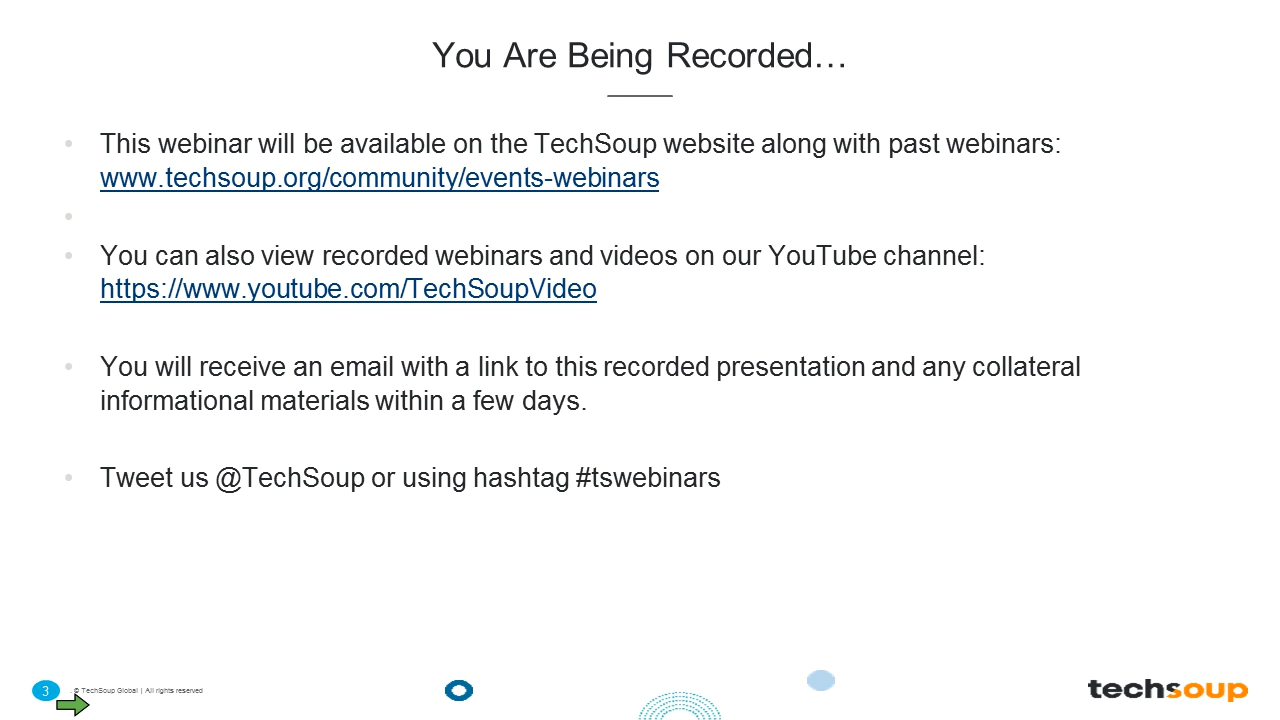 You Are Being Recorded…
• This webinar will be available on the TechSoup website along with past webinars:
www.techsoup.org/community/events-webinars
•
• You can also view recorded webinars and videos on our YouTube channel:
https://www.youtube.com/TechSoupVideo
• You will receive an email with a link to this recorded presentation and any collateral
informational materials within a few days.
• Tweet us @TechSoup or using hashtag #tswebinars
3
© TechSoup Global | All rights reserved
techsoup